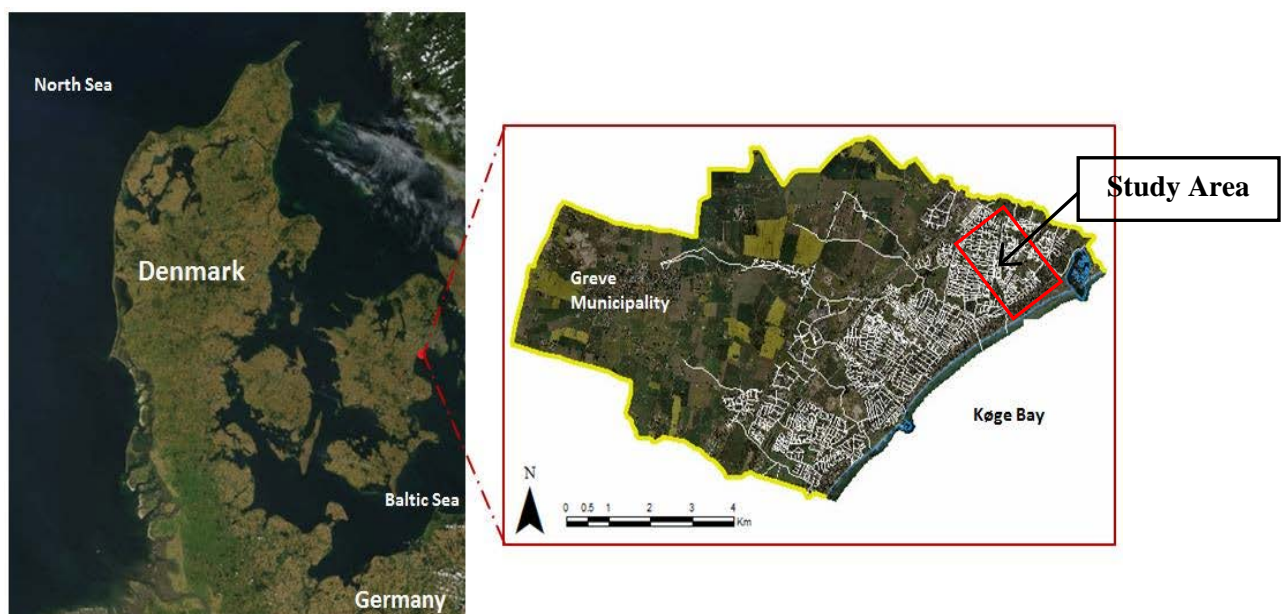 North Sea
Denmark
Baltic Sea
Germany
Study Area
Greve
Municipality
Køge Bay
N
0 0.5 1 2 3 4
Km